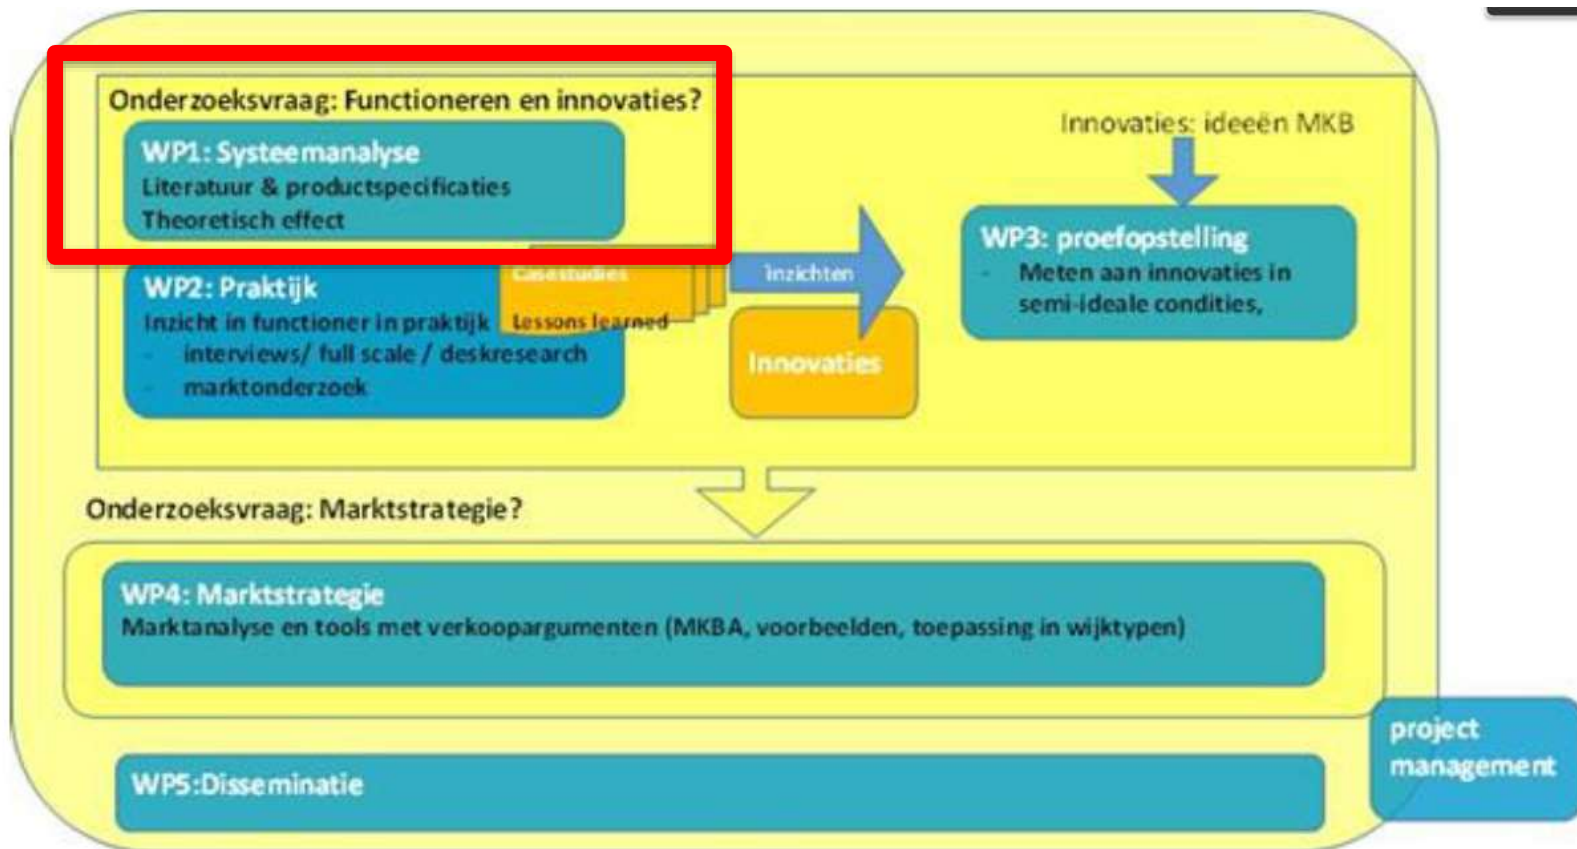 Onderzoeksvraag: Functioneren en innovaties?
WP1: Systeemanalyse
Literatuur & productspecificaties
Theoretisch effect
WP2: Praktijk
Inzicht in functioner in praktijk
- interviews/ full scale / deskresearch
- marktonderzoek
Casestudies
Lessons learned
Inzichten
Innovaties
Innovaties: ideeën MKB
WP3: proefopstelling
- Meten aan innovaties in
semi-ideale condities,
Onderzoeksvraag: Marktstrategie?
WP4: Marktstrategie
Marktanalyse en tools met verkoopargumenten (MKBA, voorbeelden, toepassing in wijktypen)
WP5:Disseminatie
project
management